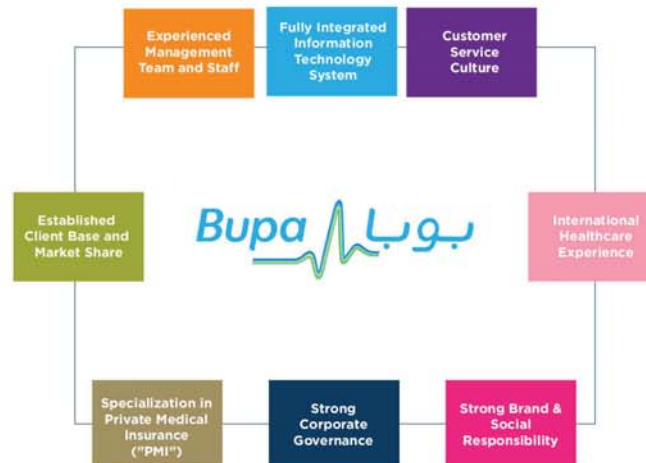 Experienced
Management
Team and Staff
Fully Integrated
Information
Technology
System
Customer
Service
Culture
Established
Client Base and
Market Share
Bupa بوبا
International
Healthcare
Experience
Specialization in
Private Medical
Insurance
("PMI")
Strong
Corporate
Governance
Strong Brand &
Social
Responsibility